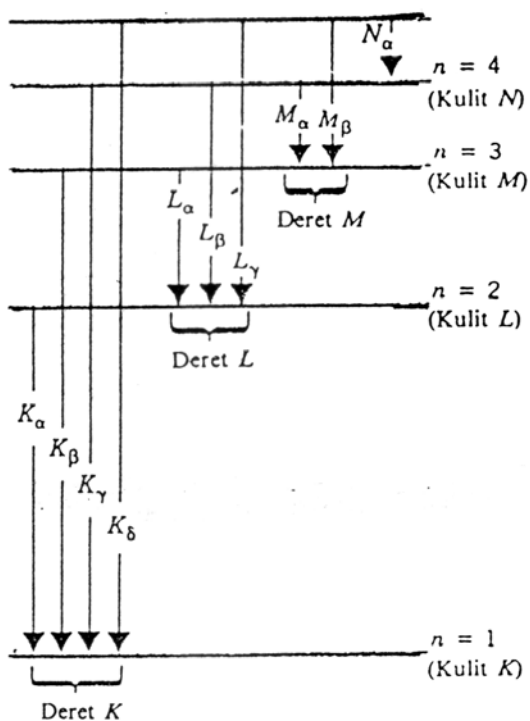 Nα
n = 4
(Kulit N)
Mα
Mβ
n = 3
(Kulit M)
Deret M
Lα
Lβ
Lγ
n = 2
(Kulit L)
Deret L
Kα
Kβ
Kγ
Kδ
n = 1
(Kulit K)
Deret K